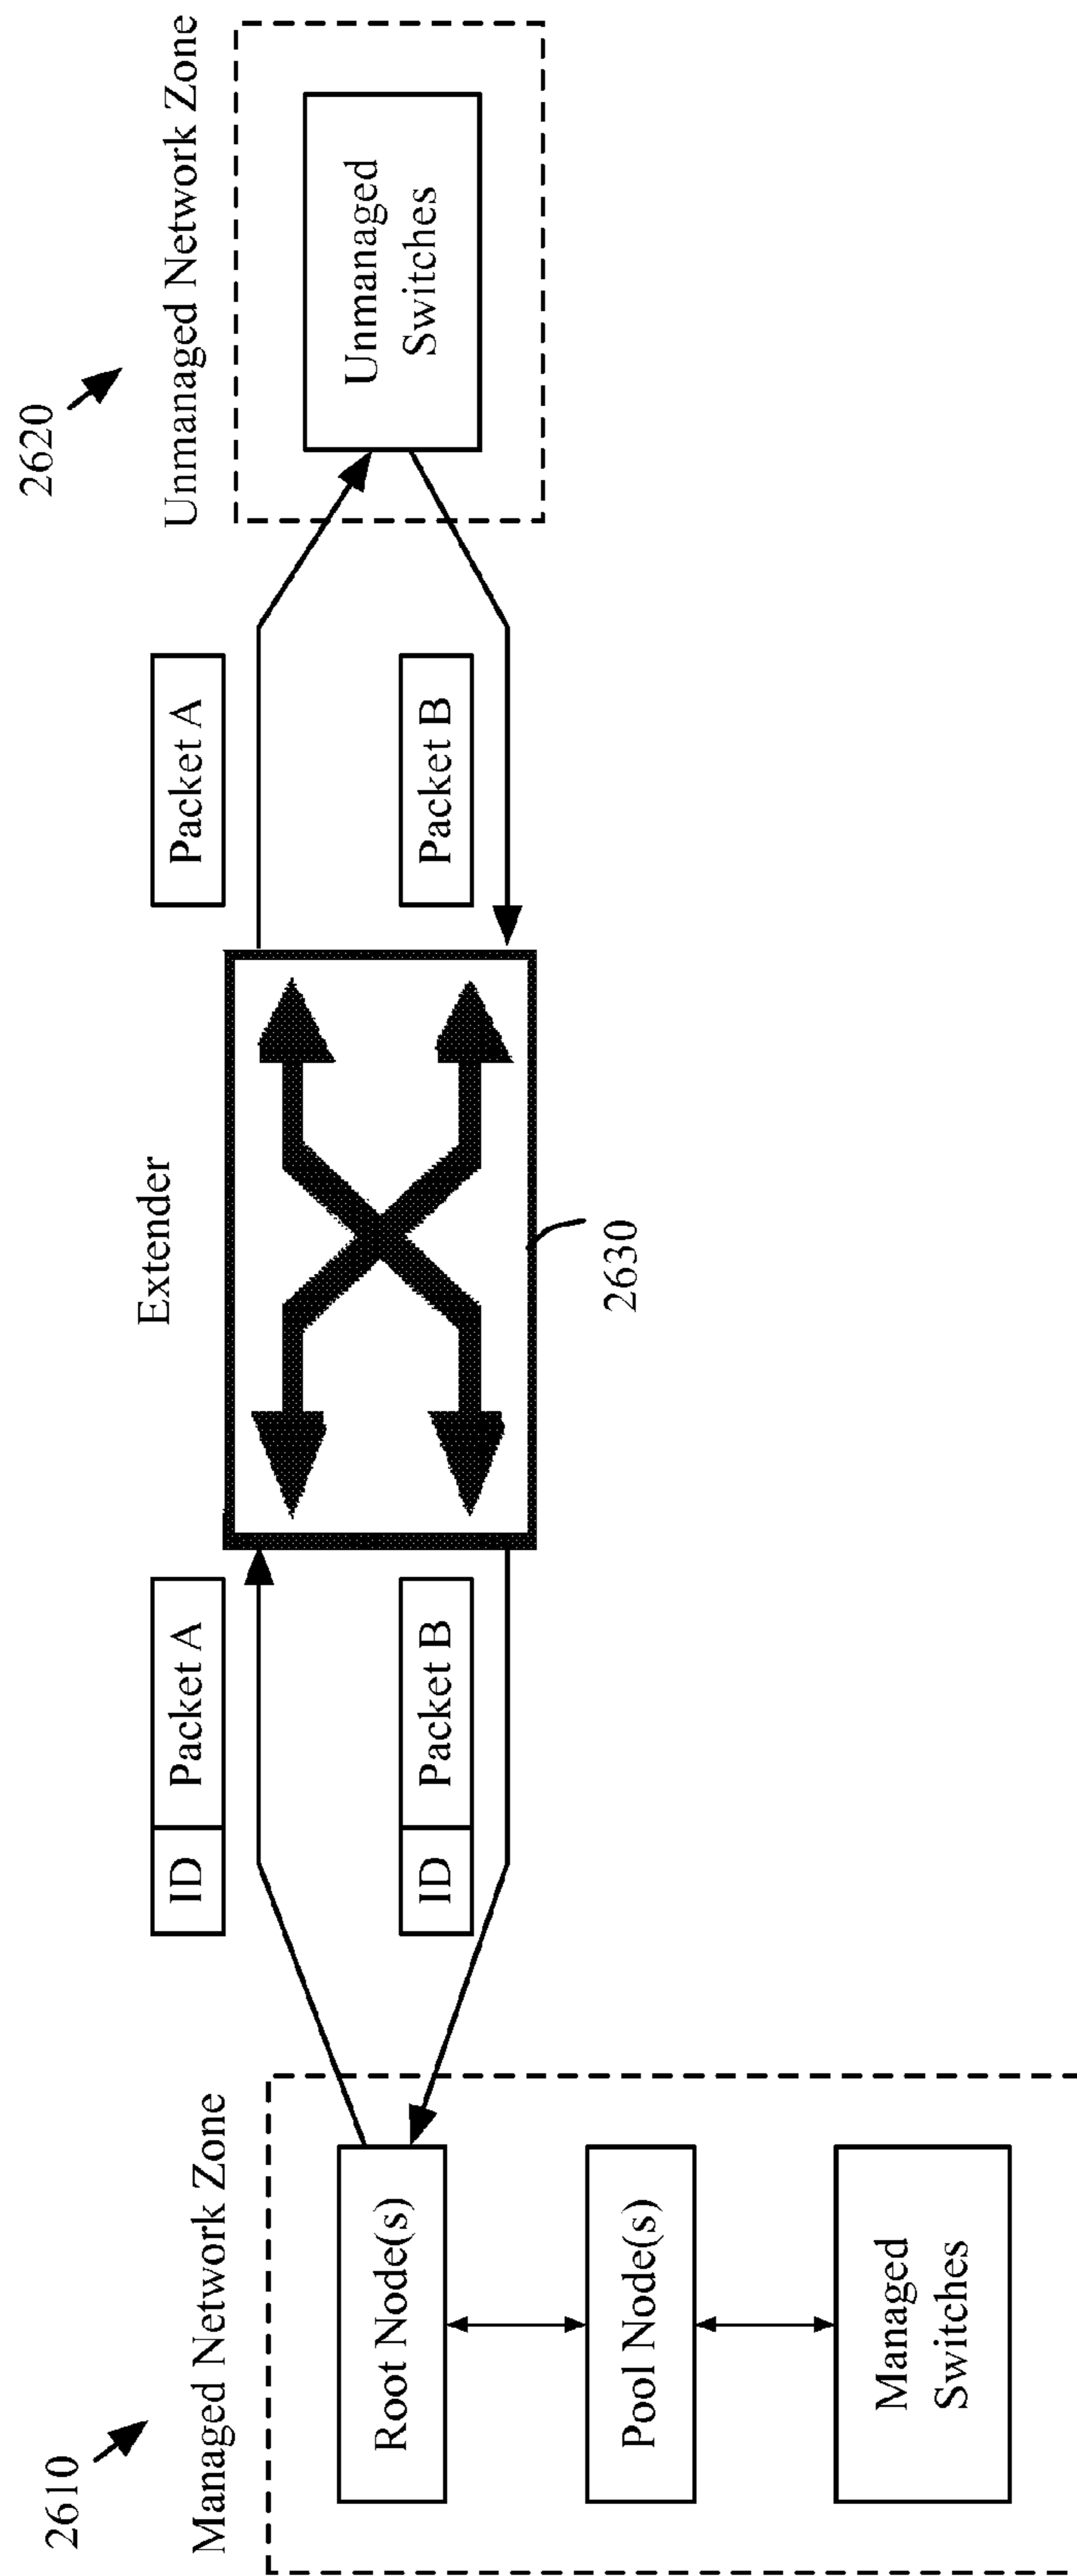 2610
Managed Network Zone
Root Node(s)
Pool Node(s)
Managed
Switches
ID
Packet A
ID
Packet B
Extender
2630
Packet A
Packet B
2620
Unmanaged Network Zone
Unmanaged
Switches